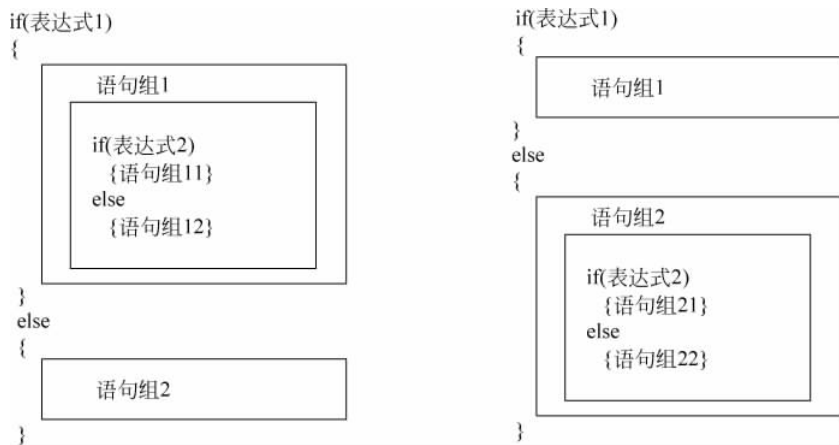 if(表达式1)
{
语句组1
if(表达式2)
{语句组11}
else
{语句组12}
}
else
{
语句组2
}
if(表达式1)
{
语句组1
}
else
{
语句组2
if(表达式2)
{语句组21}
else
{语句组22}
}